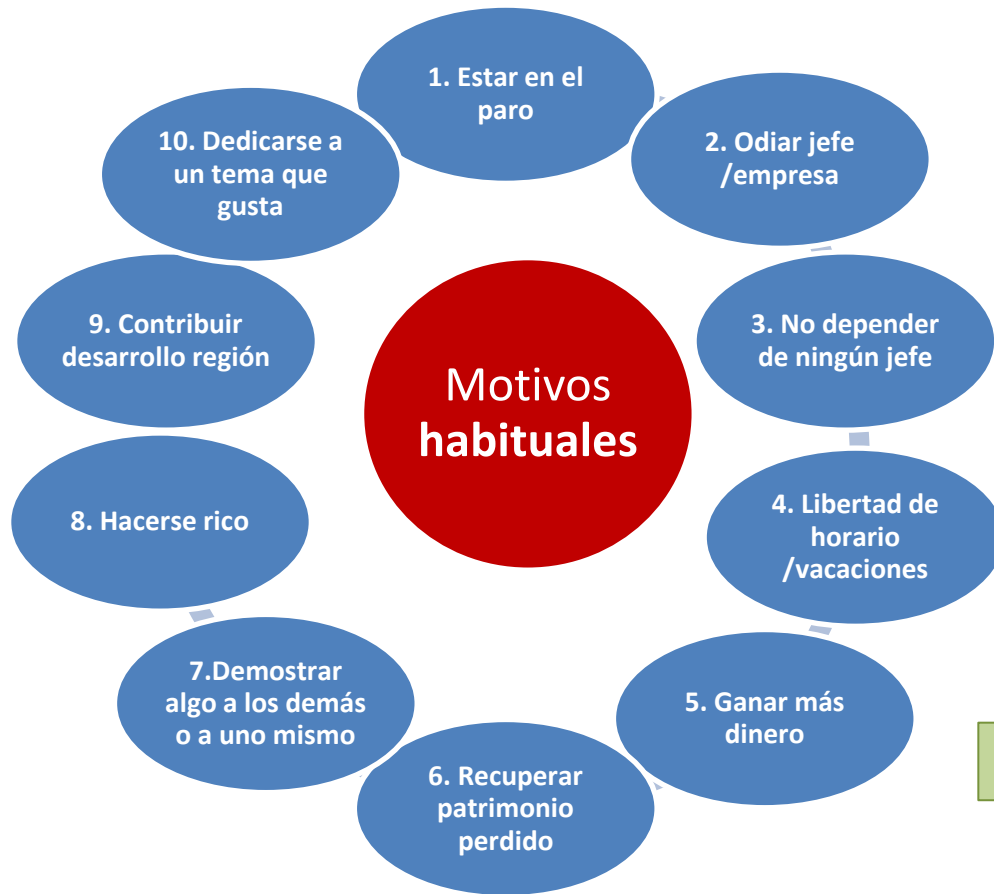 Motivos
habituales
1. Estar en el
paro
2. Odiar jefe
/empresa
3. No depender
de ningún jefe
4. Libertad de
horario
/vacaciones
5. Ganar más
dinero
6. Recuperar
patrimonio
perdido
7.Demostrar
algo a los demás
o a uno mismo
8. Hacerse rico
9. Contribuir
desarrollo región
10. Dedicarse a
un tema que
gusta